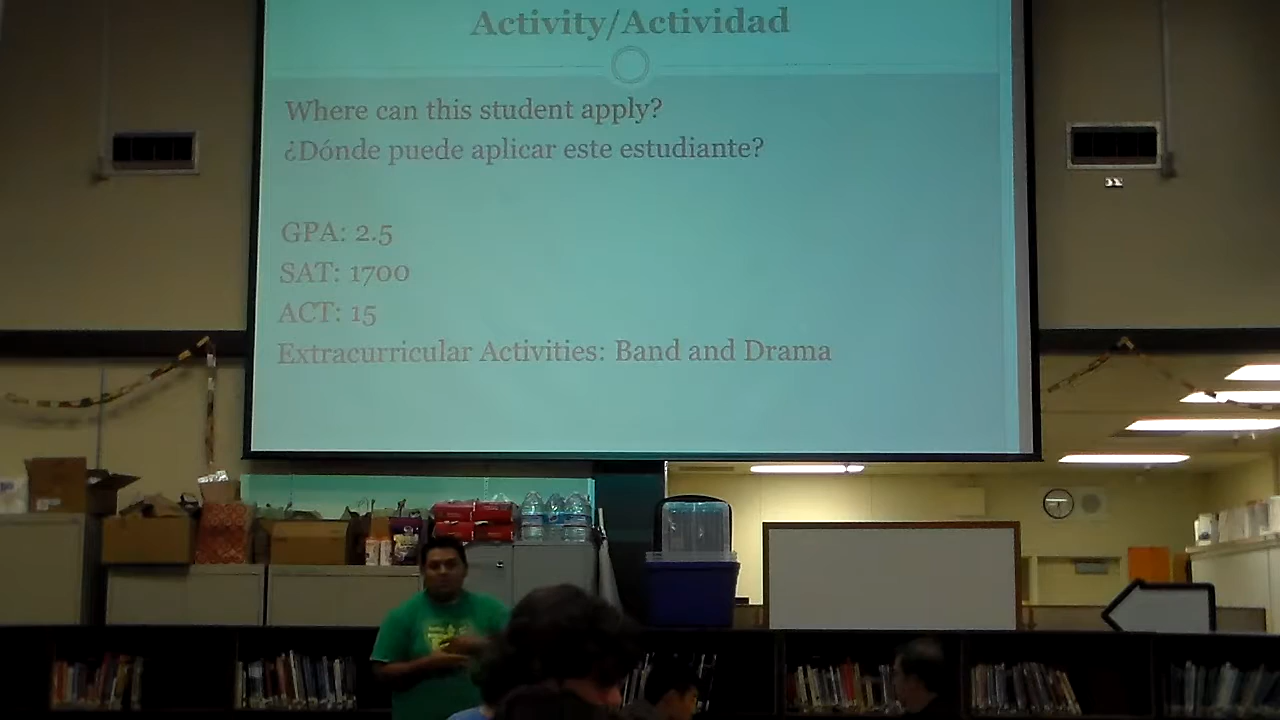 Activity/Actividad
Where can this student apply?
¿Dónde puede aplicar este estudiante?
GPA: 2.5
SAT: 1700
ACT: 15
Extracurricular Activities: Band and Drama